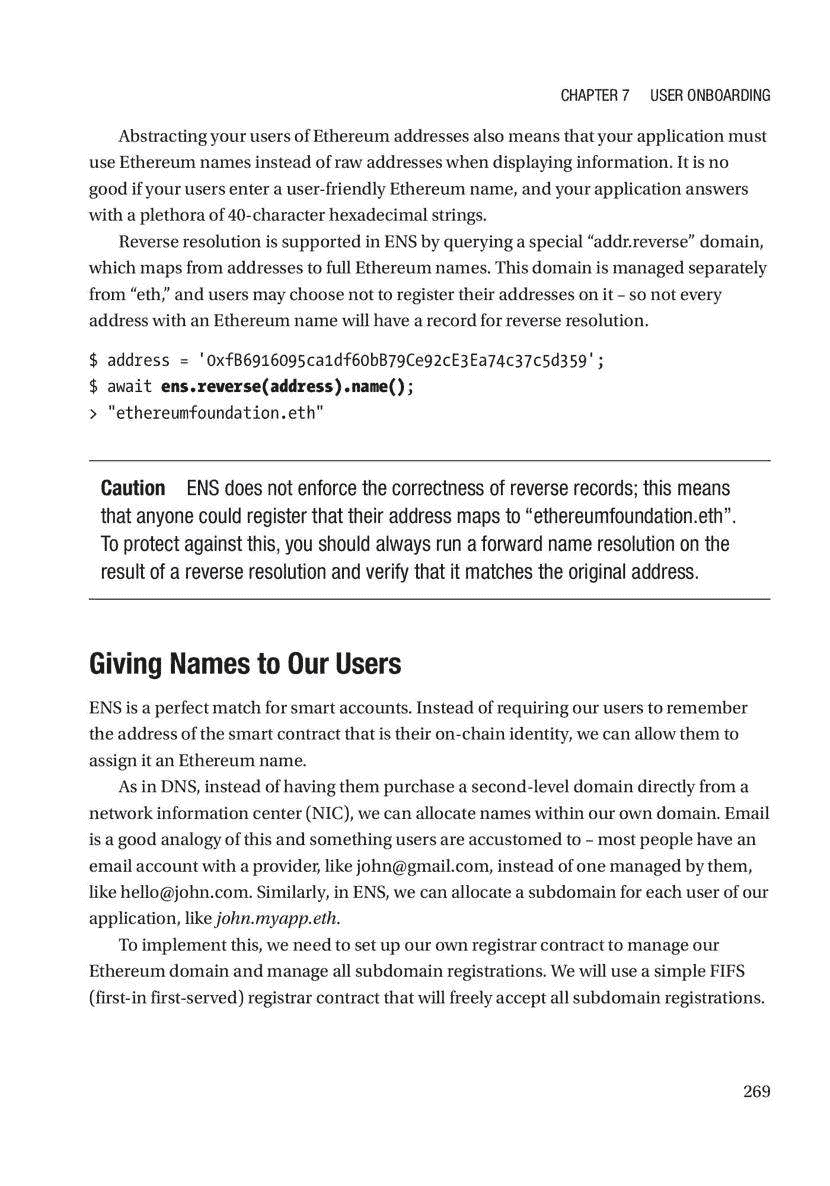 CHAPTER 7 USER ONBOARDING
Abstracting your users of Ethereum addresses also means that your application must
use Ethereum names instead of raw addresses when displaying information. It is no
good if your users enter a user-friendly Ethereum name, and your application answers
with a plethora of 40-character hexadecimal strings.
Reverse resolution is supported in ENS by querying a special “addr.reverse” domain,
which maps from addresses to full Ethereum names. This domain is managed separately
from “eth,” and users may choose not to register their addresses on it – so not every
address with an Ethereum name will have a record for reverse resolution.
$ address = '0xfB6916095ca1df60bB79Ce92cE3Ea74c37c5d359';
$ await ens.reverse(address).name();
> "ethereumfoundation.eth"
Caution ENS does not enforce the correctness of reverse records; this means
that anyone could register that their address maps to “ethereumfoundation.eth”.
To protect against this, you should always run a forward name resolution on the
result of a reverse resolution and verify that it matches the original address.
Giving Names to Our Users
ENS is a perfect match for smart accounts. Instead of requiring our users to remember
the address of the smart contract that is their on-chain identity, we can allow them to
assign it an Ethereum name.
As in DNS, instead of having them purchase a second-level domain directly from a
network information center (NIC), we can allocate names within our own domain. Email
is a good analogy of this and something users are accustomed to – most people have an
email account with a provider, like john@gmail.com, instead of one managed by them,
like hello@john.com. Similarly, in ENS, we can allocate a subdomain for each user of our
application, like john.myapp.eth.
To implement this, we need to set up our own registrar contract to manage our
Ethereum domain and manage all subdomain registrations. We will use a simple FIFS
(first-in first-served) registrar contract that will freely accept all subdomain registrations.
269